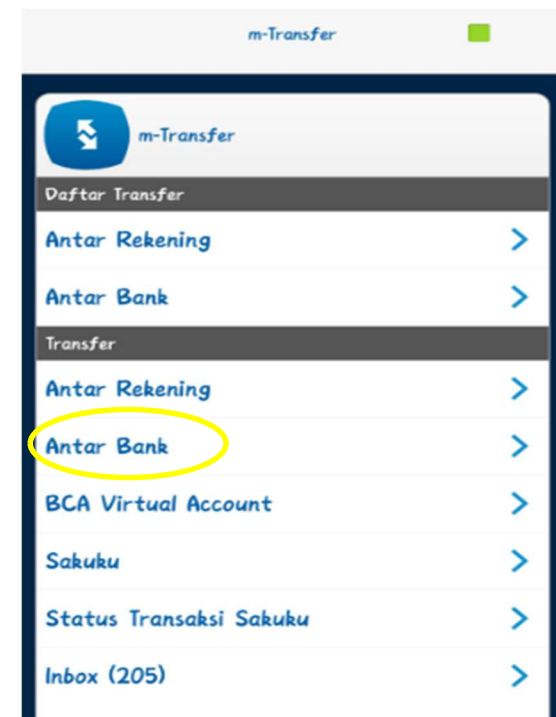 m-Transfer
m-Transfer
Daftar Transfer
Antar Rekening
Antar Bank
Transfer
Antar Rekening
Antar Bank
BCA Virtual Account
Sakuku
Status Transaksi Sakuku
Inbox (205)